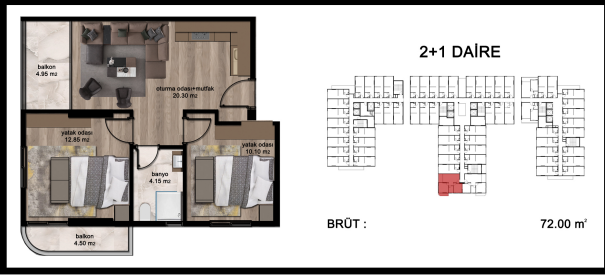 2+1 DAİRE
balkon
4.95 m2
oturma odası+mutfak
20.30 m2
yatak odası
12.85 m2
yatak odası
10.10 m2
banyo
4.15 m2
balkon
4.50 m2
BRÜT : 72.00 m²